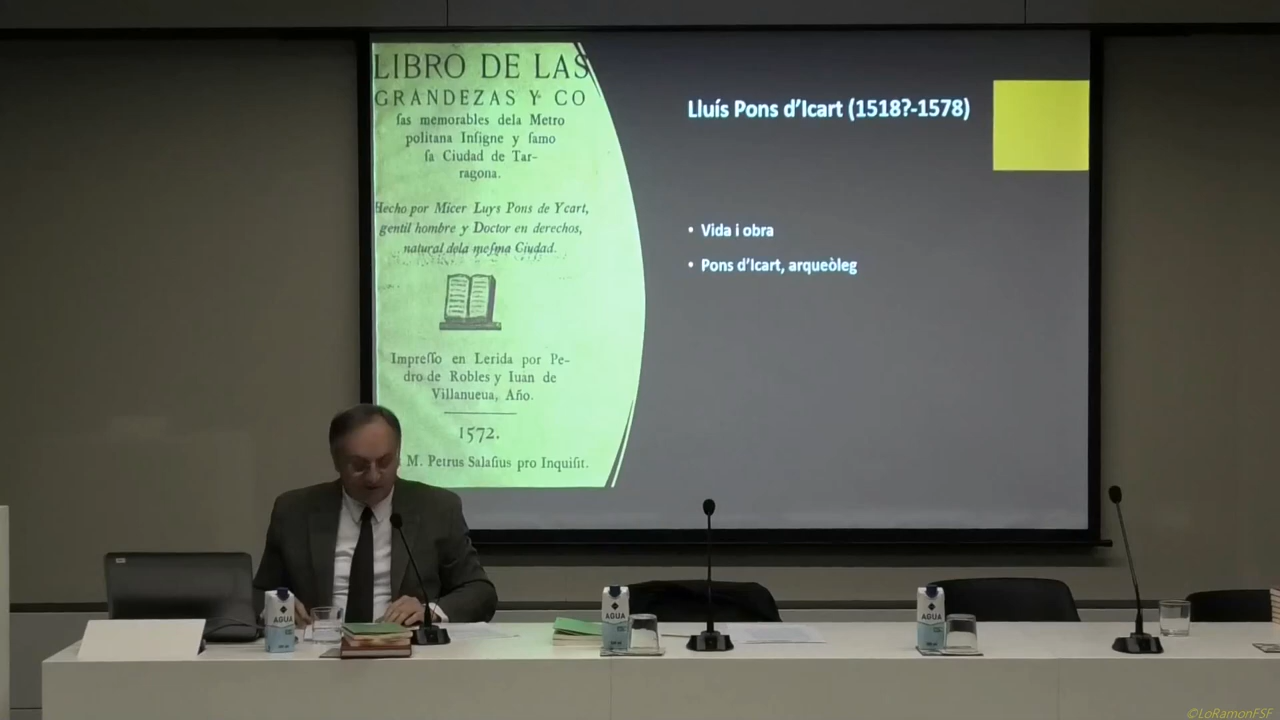 LIBRO DE LAS
GRANDEZAS Y CO
ſas memorables dela Metro
politana Inſigne y famo
ſa Ciudad de Tar-
ragona.
Hecho por Micer Luys Pons de Ycart,
gentil hombre y Doctor en derechos,
natural dela meſma Ciudad.
Impreſſo en Lerida por Pe-
dro de Robles y Iuan de
Villanueua, Año.
1572.
M. Petrus Salaſius pro Inquiſit.
Lluís Pons d’Icart (1518?-1578)
• Vida i obra
• Pons d’Icart, arqueòleg
AGUA
AGUA
AGUA
©LoRamonFSF